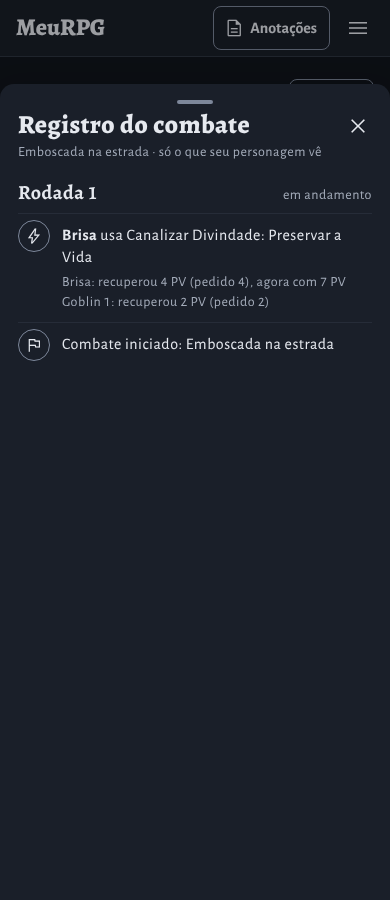 MeuRPG
Anotações
Registro do combate
Emboscada na estrada · só o que seu personagem vê
Rodada 1
em andamento
Brisa usa Canalizar Divindade: Preservar a
Vida
Brisa: recuperou 4 PV (pedido 4), agora com 7 PV
Goblin 1: recuperou 2 PV (pedido 2)
Combate iniciado: Emboscada na estrada